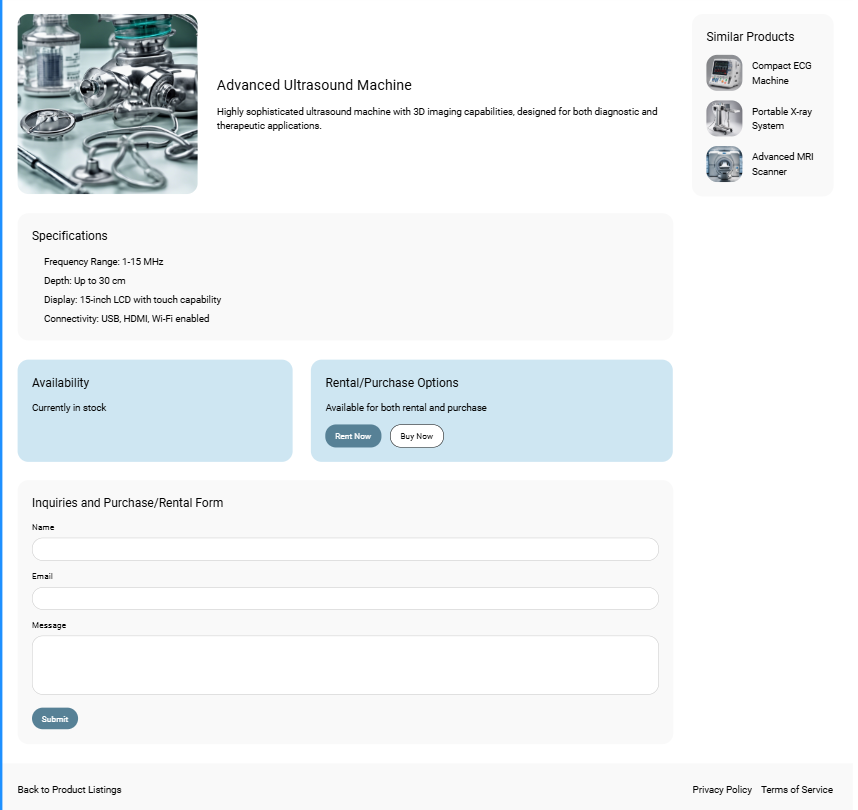 Advanced Ultrasound Machine
Highly sophisticated ultrasound machine with 3D imaging capabilities, designed for both diagnostic and
therapeutic applications.
Similar Products
Compact ECG
Machine
Portable X-ray
System
Advanced MRI
Scanner
Specifications
Frequency Range: 1-15 MHz
Depth: Up to 30 cm
Display: 15-inch LCD with touch capability
Connectivity: USB, HDMI, Wi-Fi enabled
Availability
Currently in stock
Rental/Purchase Options
Available for both rental and purchase
Rent Now
Buy Now
Inquiries and Purchase/Rental Form
Name
Email
Message
Submit
Back to Product Listings
Privacy Policy
Terms of Service